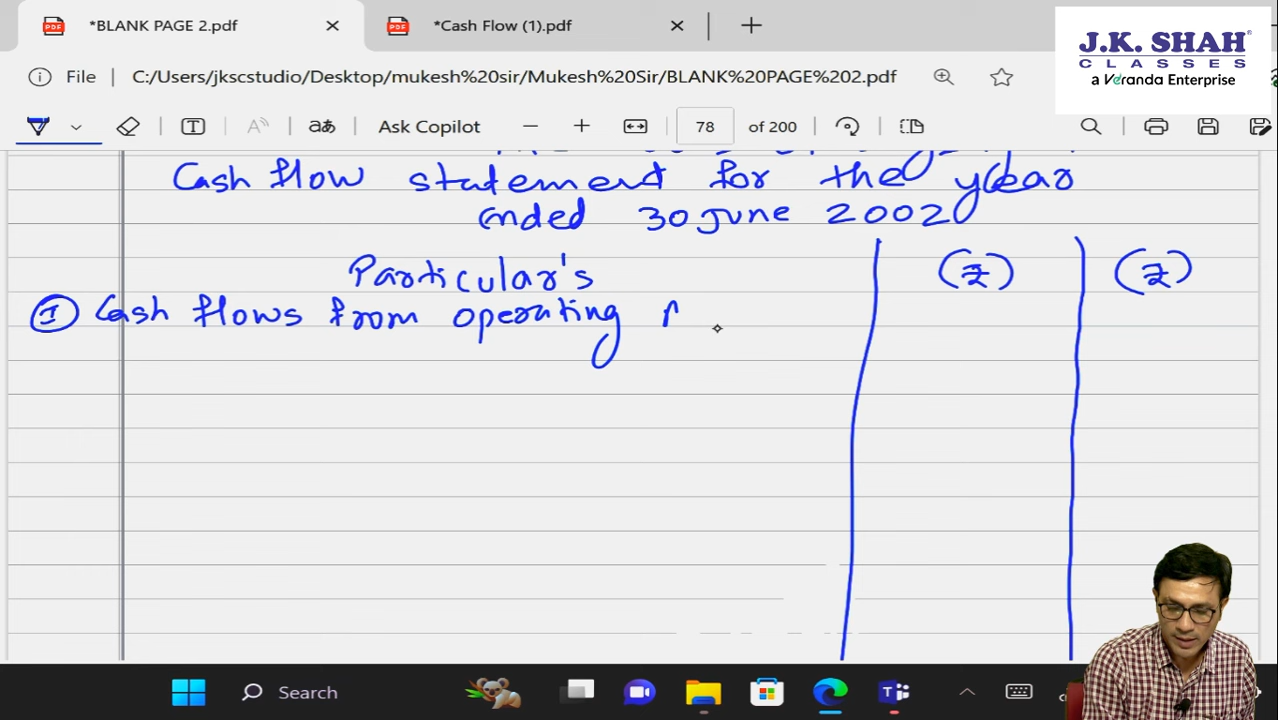 *BLANK PAGE 2.pdf
*Cash Flow (1).pdf
J.K. SHAH
CLASSES
a Veranda Enterprise
File
C:/Users/jkscstudio/Desktop/mukesh%20sir/Mukesh%20Sir/BLANK%20PAGE%202.pdf
Ask Copilot
78
of 200
Cash flow statement for the year
ended 30 June 2002
Particular's (₹) (₹)
I Cash flows from operating
Search